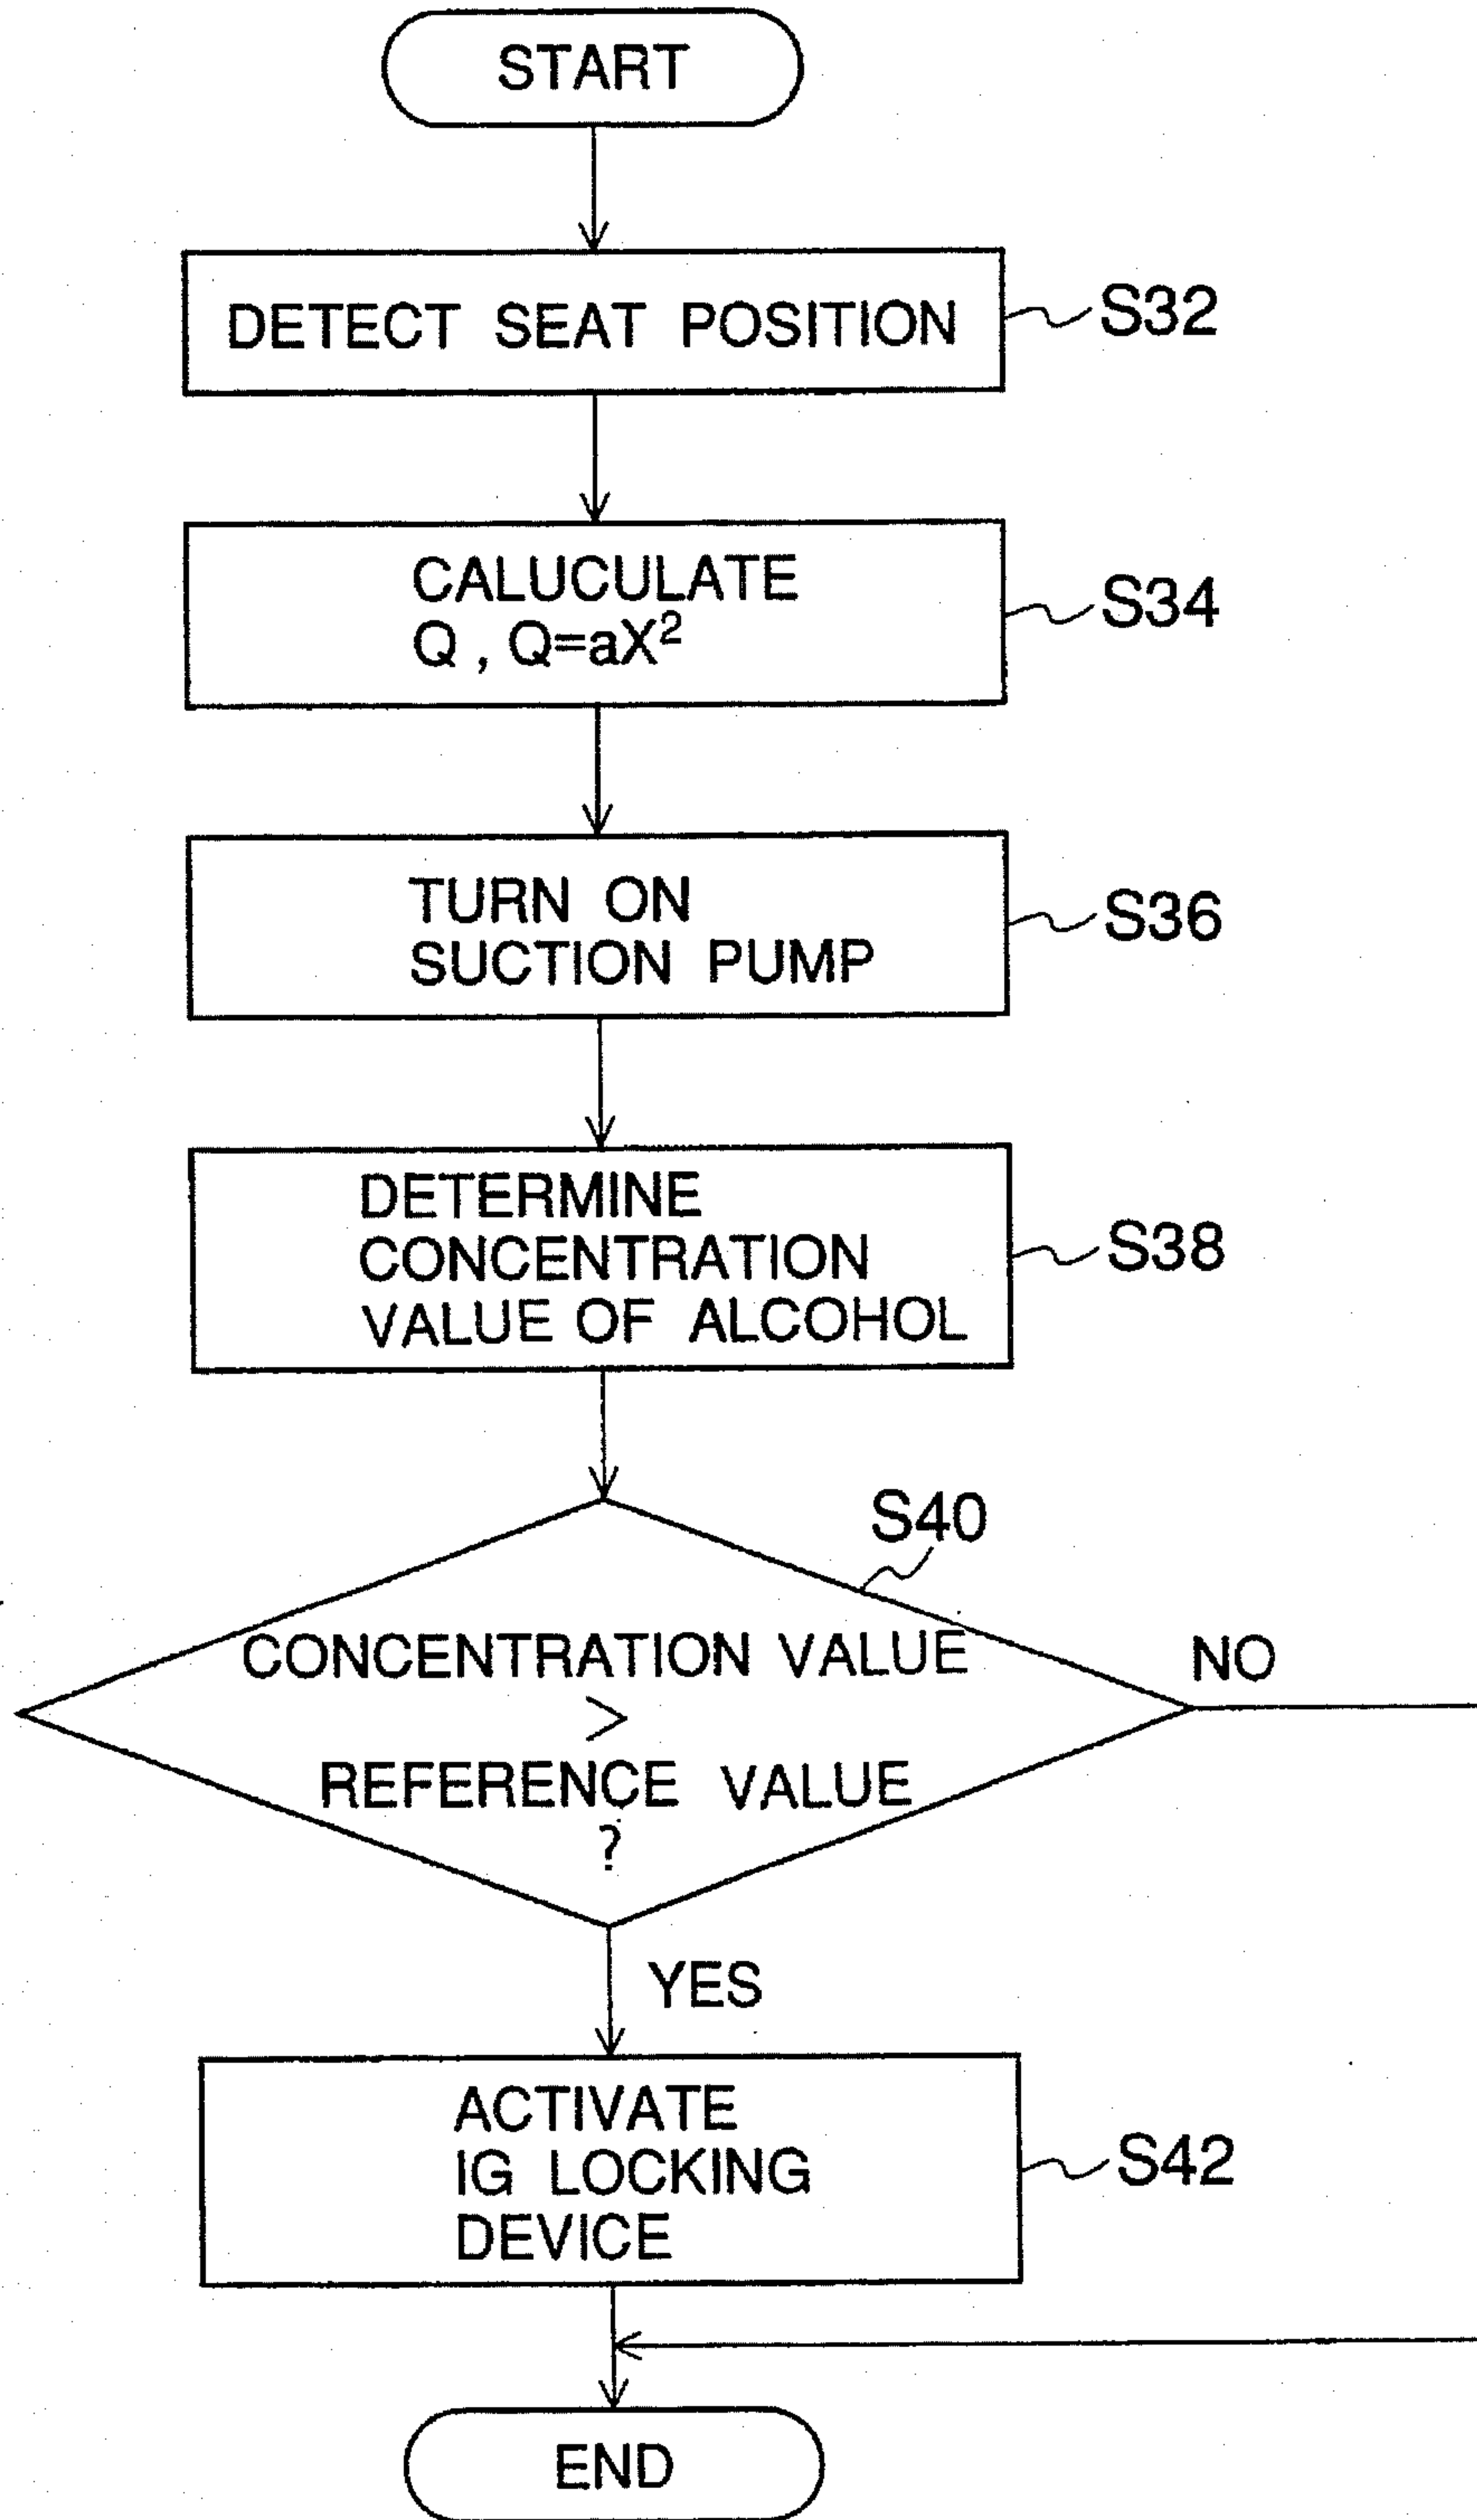 START
DETECT SEAT POSITION
S32
CALUCULATE
Q , Q=aX²
S34
TURN ON
SUCTION PUMP
S36
DETERMINE
CONCENTRATION
VALUE OF ALCOHOL
S38
S40
CONCENTRATION VALUE
>
REFERENCE VALUE
?
NO
YES
ACTIVATE
IG LOCKING
DEVICE
S42
END